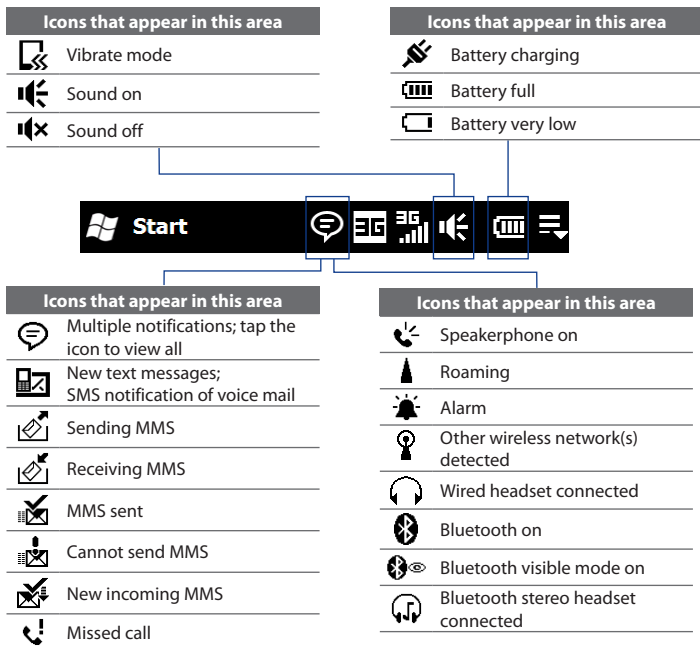 Icons that appear in this area
Vibrate mode
Sound on
Sound off
Icons that appear in this area
Battery charging
Battery full
Battery very low
Start
3G
3G
Icons that appear in this area
Multiple notifications; tap the
icon to view all
New text messages;
SMS notification of voice mail
Sending MMS
Receiving MMS
MMS sent
Cannot send MMS
New incoming MMS
Missed call
Icons that appear in this area
Speakerphone on
Roaming
Alarm
Other wireless network(s)
detected
Wired headset connected
Bluetooth on
Bluetooth visible mode on
Bluetooth stereo headset
connected